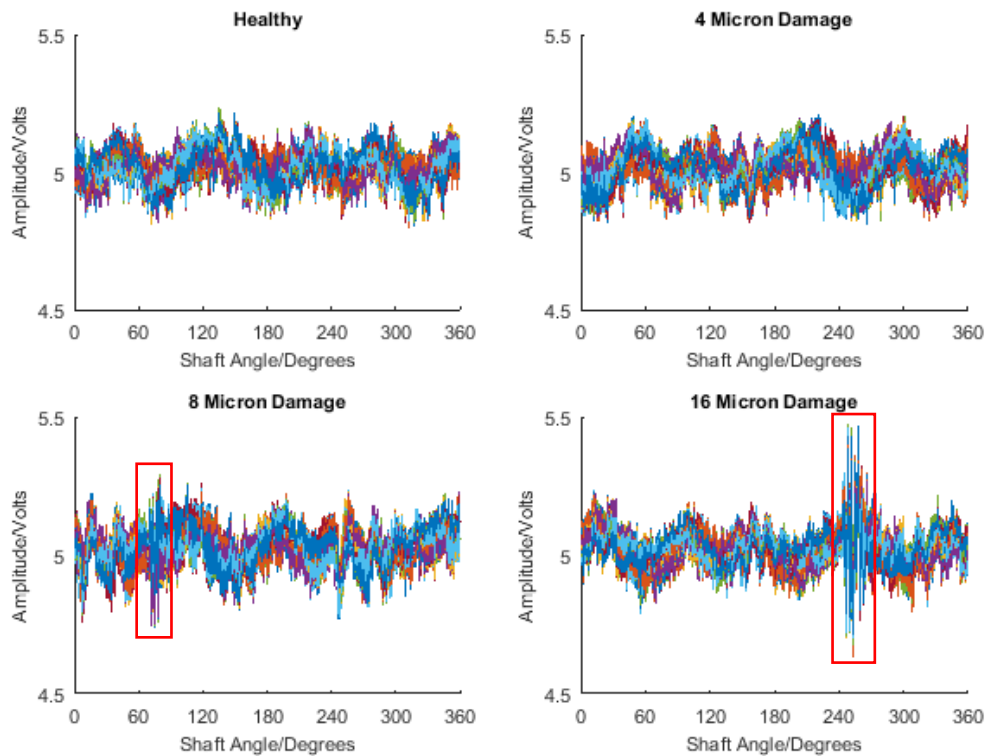 Healthy
5.5
5
4.5
Amplitude/Volts
0 60 120 180 240 300 360
Shaft Angle/Degrees
4 Micron Damage
5.5
5
4.5
Amplitude/Volts
0 60 120 180 240 300 360
Shaft Angle/Degrees
8 Micron Damage
5.5
5
4.5
Amplitude/Volts
0 60 120 180 240 300 360
Shaft Angle/Degrees
16 Micron Damage
5.5
5
4.5
Amplitude/Volts
0 60 120 180 240 300 360
Shaft Angle/Degrees